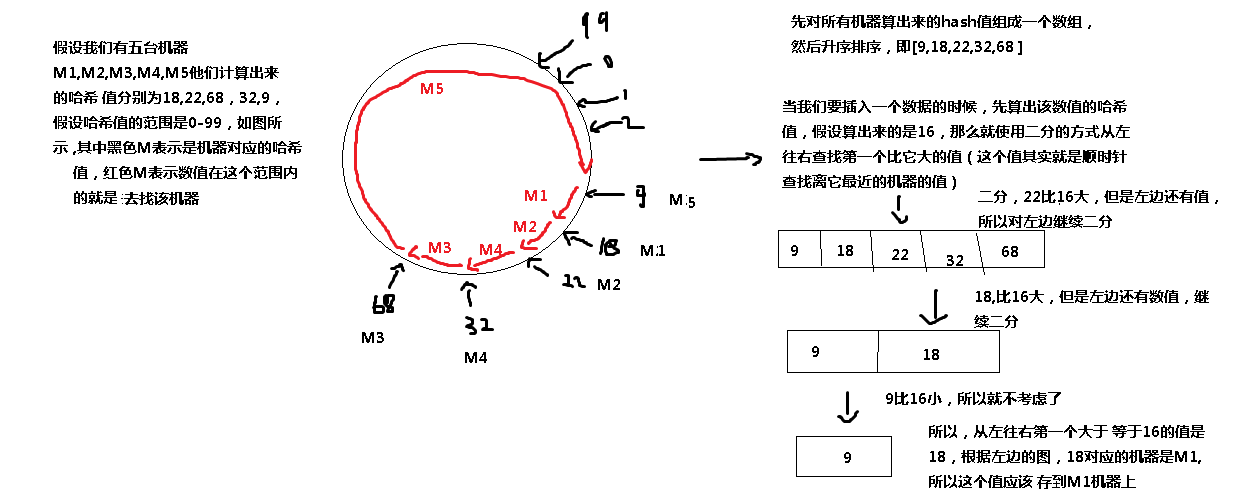 假设我们有五台机器
M1,M2,M3,M4,M5他们计算出来
的哈希 值分别为18,22,68，32,9，
假设哈希值的范围是0-99，如图所
示 ,其中黑色M表示是机器对应的哈希
值，红色M表示数值在这个范围内
的就是 :去找该机器
99
0
1
2
9
M:5
18
M:1
22
M2
32
M4
68
M3
M5
M1
M2
M4
M3
先对所有机器算出来的hash值组成一个数组，
然后升序排序，即[9,18,22,32,68 ]
当我们要插入一个数据的时候，先算出该数值的哈希
值，假设算出来的是16，那么就使用二分的方式从左
往右查找第一个比它大的值（这个值其实就是顺时针
查找离它最近的机器的值）
二分，22比16大，但是左边还有值，
所以对左边继续二分
9 18 22 32 68
18,比16大，但是左边还有数值，继
续二分
9 18
9比16小，所以就不考虑了
9
所以，从左往右第一个大于 等于16的值是
18，根据左边的图，18对应的机器是M1,
所以这个值应该 存到M1机器上